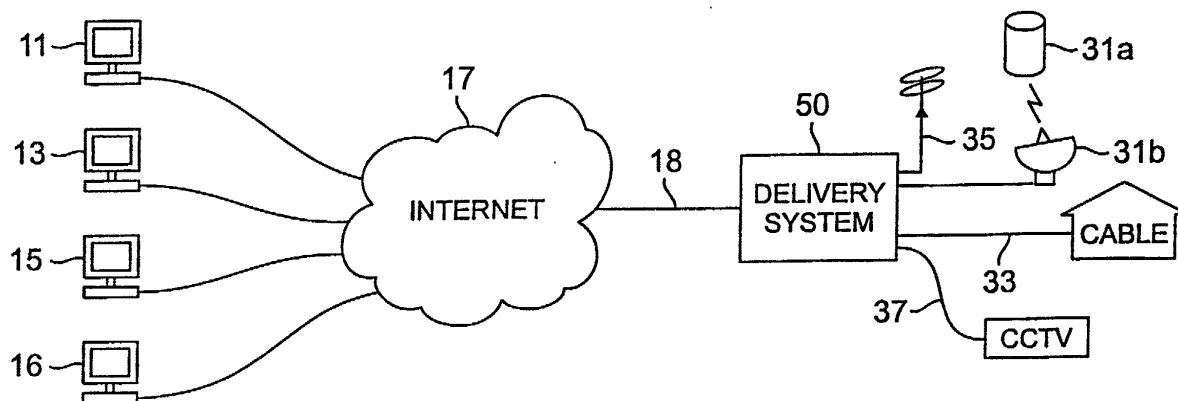 11
13
15
16
17
INTERNET
18
50
DELIVERY
SYSTEM
35
31a
31b
CABLE
33
37
CCTV